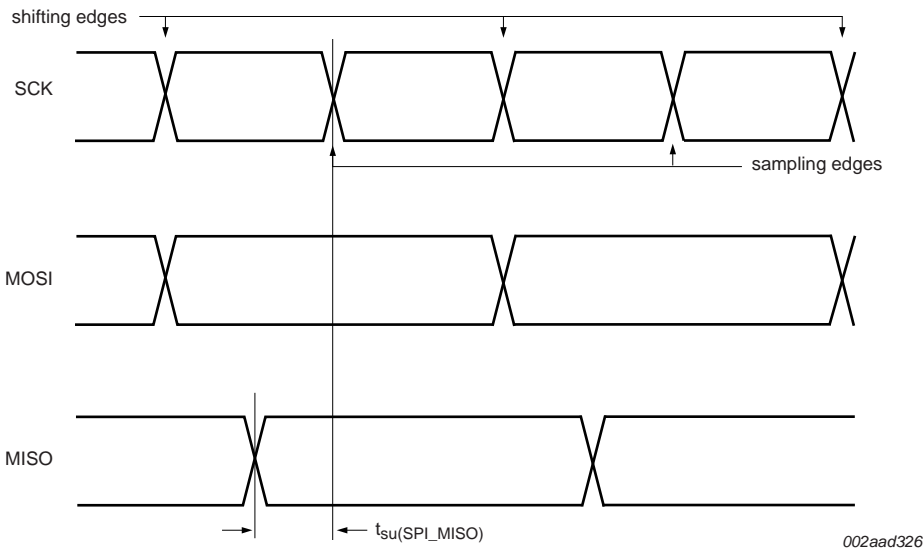 shifting edges
SCK
sampling edges
MOSI
MISO
tsu(SPI_MISO)
002aad326